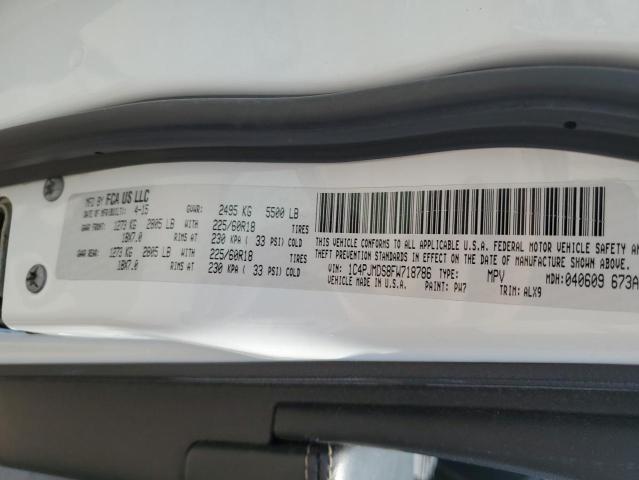 MFD BY FCA US LLC
DATE OF MFR(BUILT): 4-15 GVWR: 2495 KG 5500 LB
GAWR FRONT: 1273 KG 2805 LB WITH 225/60R18 TIRES
18X7.0 RIMS AT 230 KPA ( 33 PSI) COLD
GAWR REAR: 1273 KG 2805 LB WITH 225/60R18 TIRES
18X7.0 RIMS AT 230 KPA ( 33 PSI) COLD
THIS VEHICLE CONFORMS TO ALL APPLICABLE U.S.A. FEDERAL MOTOR VEHICLE SAFETY AN
THEFT PREVENTION STANDARDS IN EFFECT ON THE DATE OF MANUFACTURE SHOWN ABOVE.
VIN: 1C4PJMDS8FW718786 TYPE: MPV MDH: 040609 673A
VEHICLE MADE IN U.S.A. PAINT: PW7 TRIM: ALX9